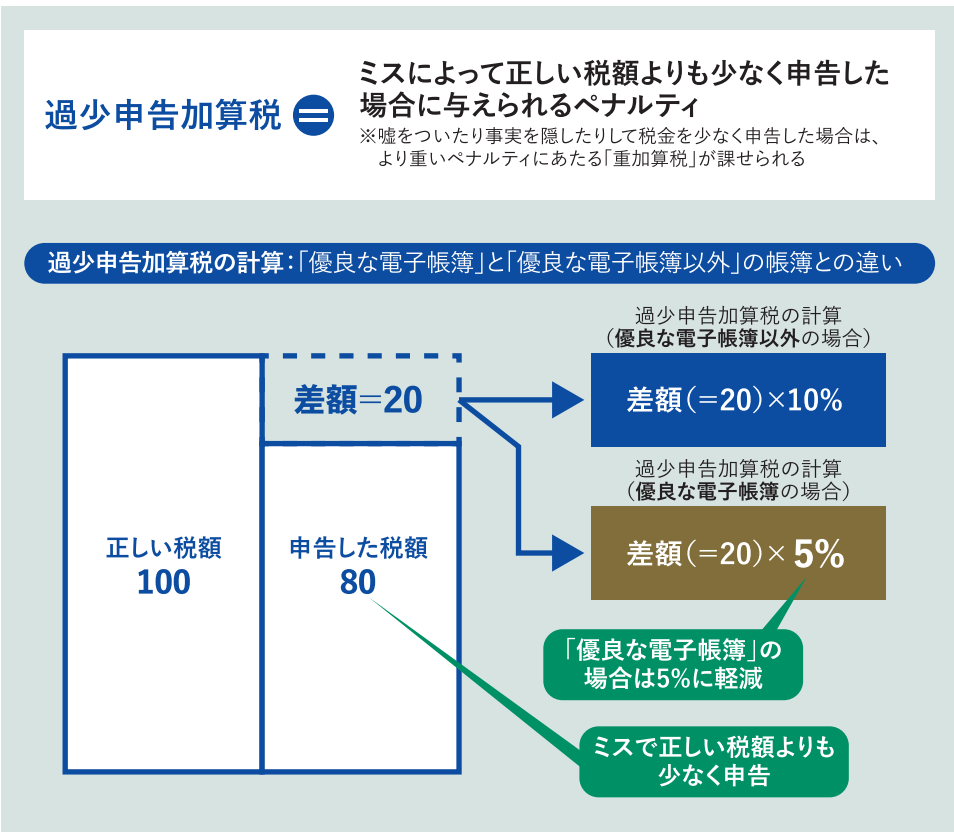 過少申告加算税 =
ミスによって正しい税額よりも少なく申告した
場合に与えられるペナルティ
※嘘をついたり事実を隠したりして税金を少なく申告した場合は、
より重いペナルティにあたる「重加算税」が課せられる
過少申告加算税の計算：「優良な電子帳簿」と「優良な電子帳簿以外」の帳簿との違い
過少申告加算税の計算
（優良な電子帳簿以外の場合）
差額＝20
差額（＝20）×10%
過少申告加算税の計算
（優良な電子帳簿の場合）
差額（＝20）×5%
正しい税額
100
申告した税額
80
「優良な電子帳簿」の
場合は5%に軽減
ミスで正しい税額よりも
少なく申告